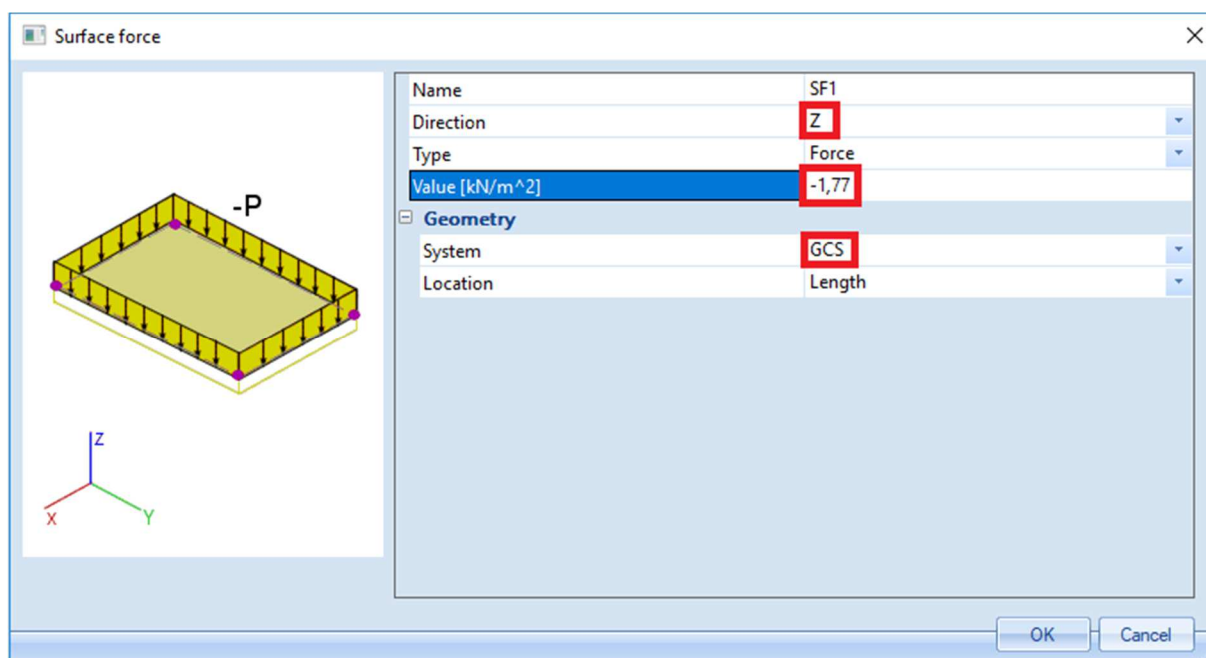 Surface force
Name SF1
Direction Z
Type Force
Value [kN/m^2] -1,77
Geometry
System GCS
Location Length
-P
Z
X
Y
OK Cancel